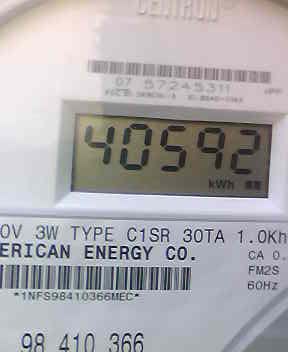 CENTRON
07 57245311
40592
kWh
0V 3W TYPE C1SR 30TA 1.0Kh
ERICAN ENERGY CO.
CA 0.
FM2S
60Hz
*1NFS98410366MEC*
98 410 366